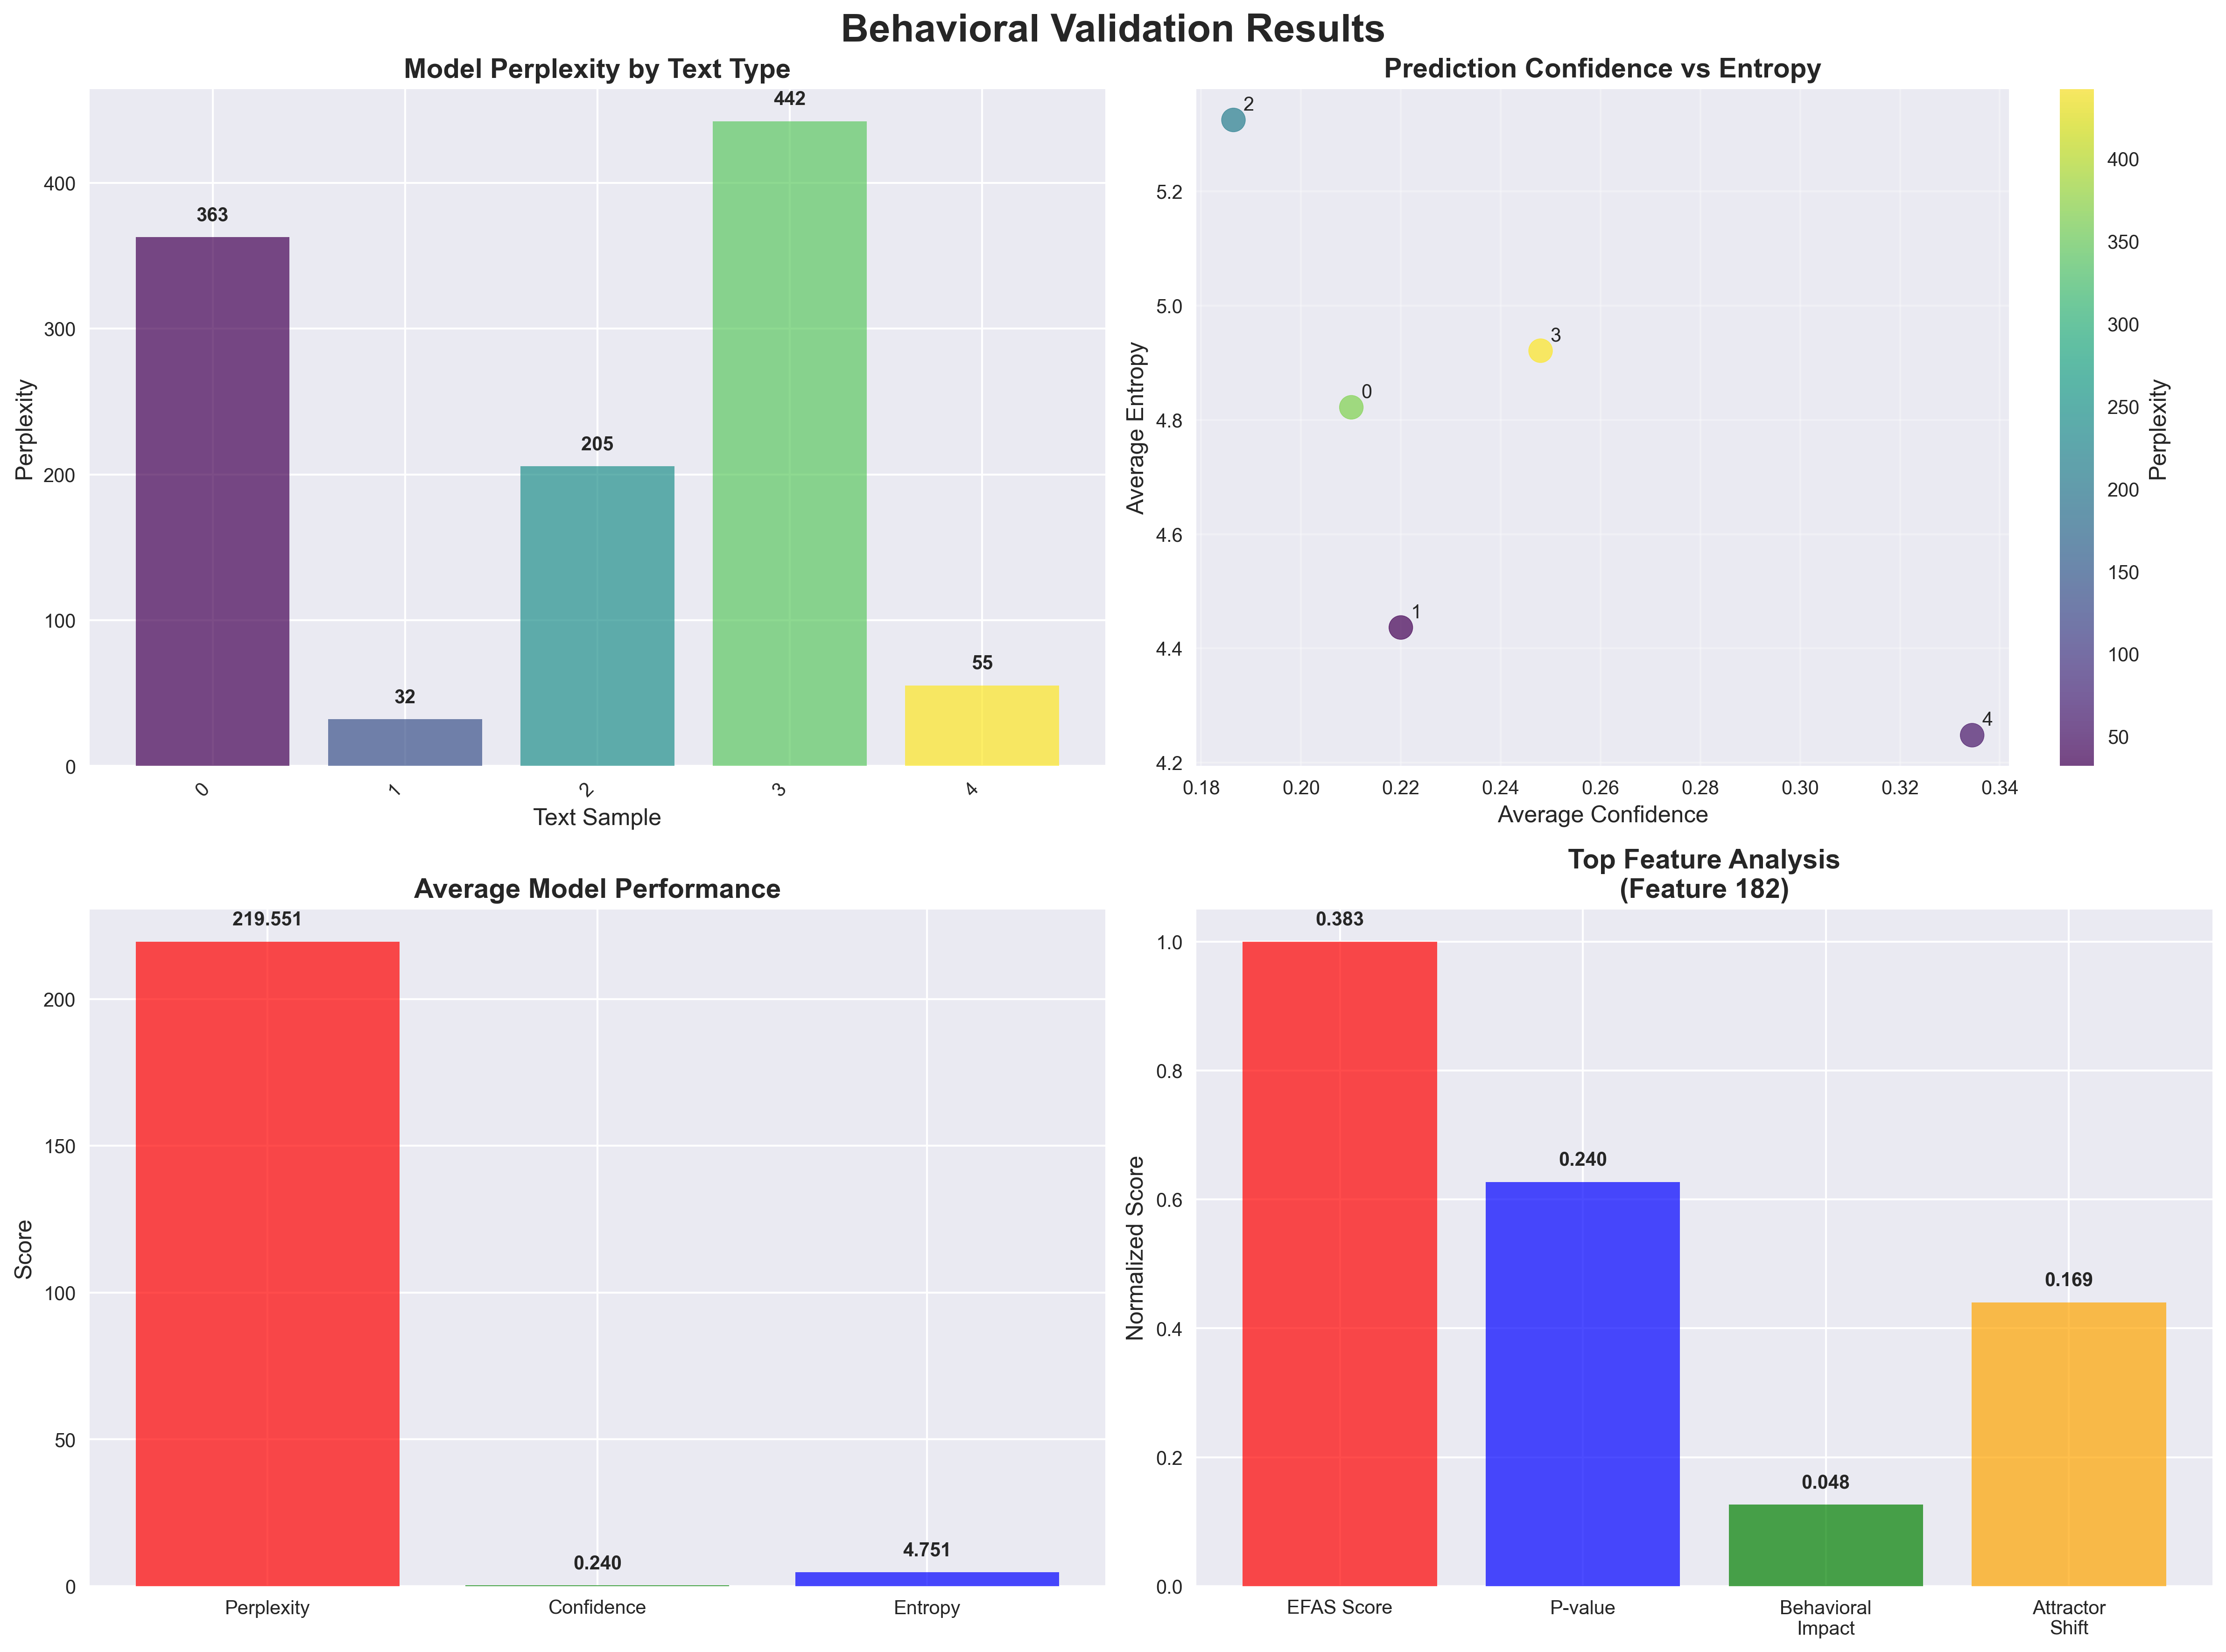 Behavioral Validation Results
Model Perplexity by Text Type
Perplexity
400
300
200
100
0
363
32
205
442
55
0
1
2
3
4
Text Sample
Prediction Confidence vs Entropy
Average Entropy
5.2
5.0
4.8
4.6
4.4
4.2
2
3
0
1
4
0.18
0.20
0.22
0.24
0.26
0.28
0.30
0.32
0.34
Average Confidence
400
350
300
250
200
150
100
50
Perplexity
Average Model Performance
Score
200
150
100
50
0
219.551
0.240
4.751
Perplexity
Confidence
Entropy
Top Feature Analysis
(Feature 182)
Normalized Score
1.0
0.8
0.6
0.4
0.2
0.0
0.383
0.240
0.048
0.169
EFAS Score
P-value
Behavioral
Impact
Attractor
Shift